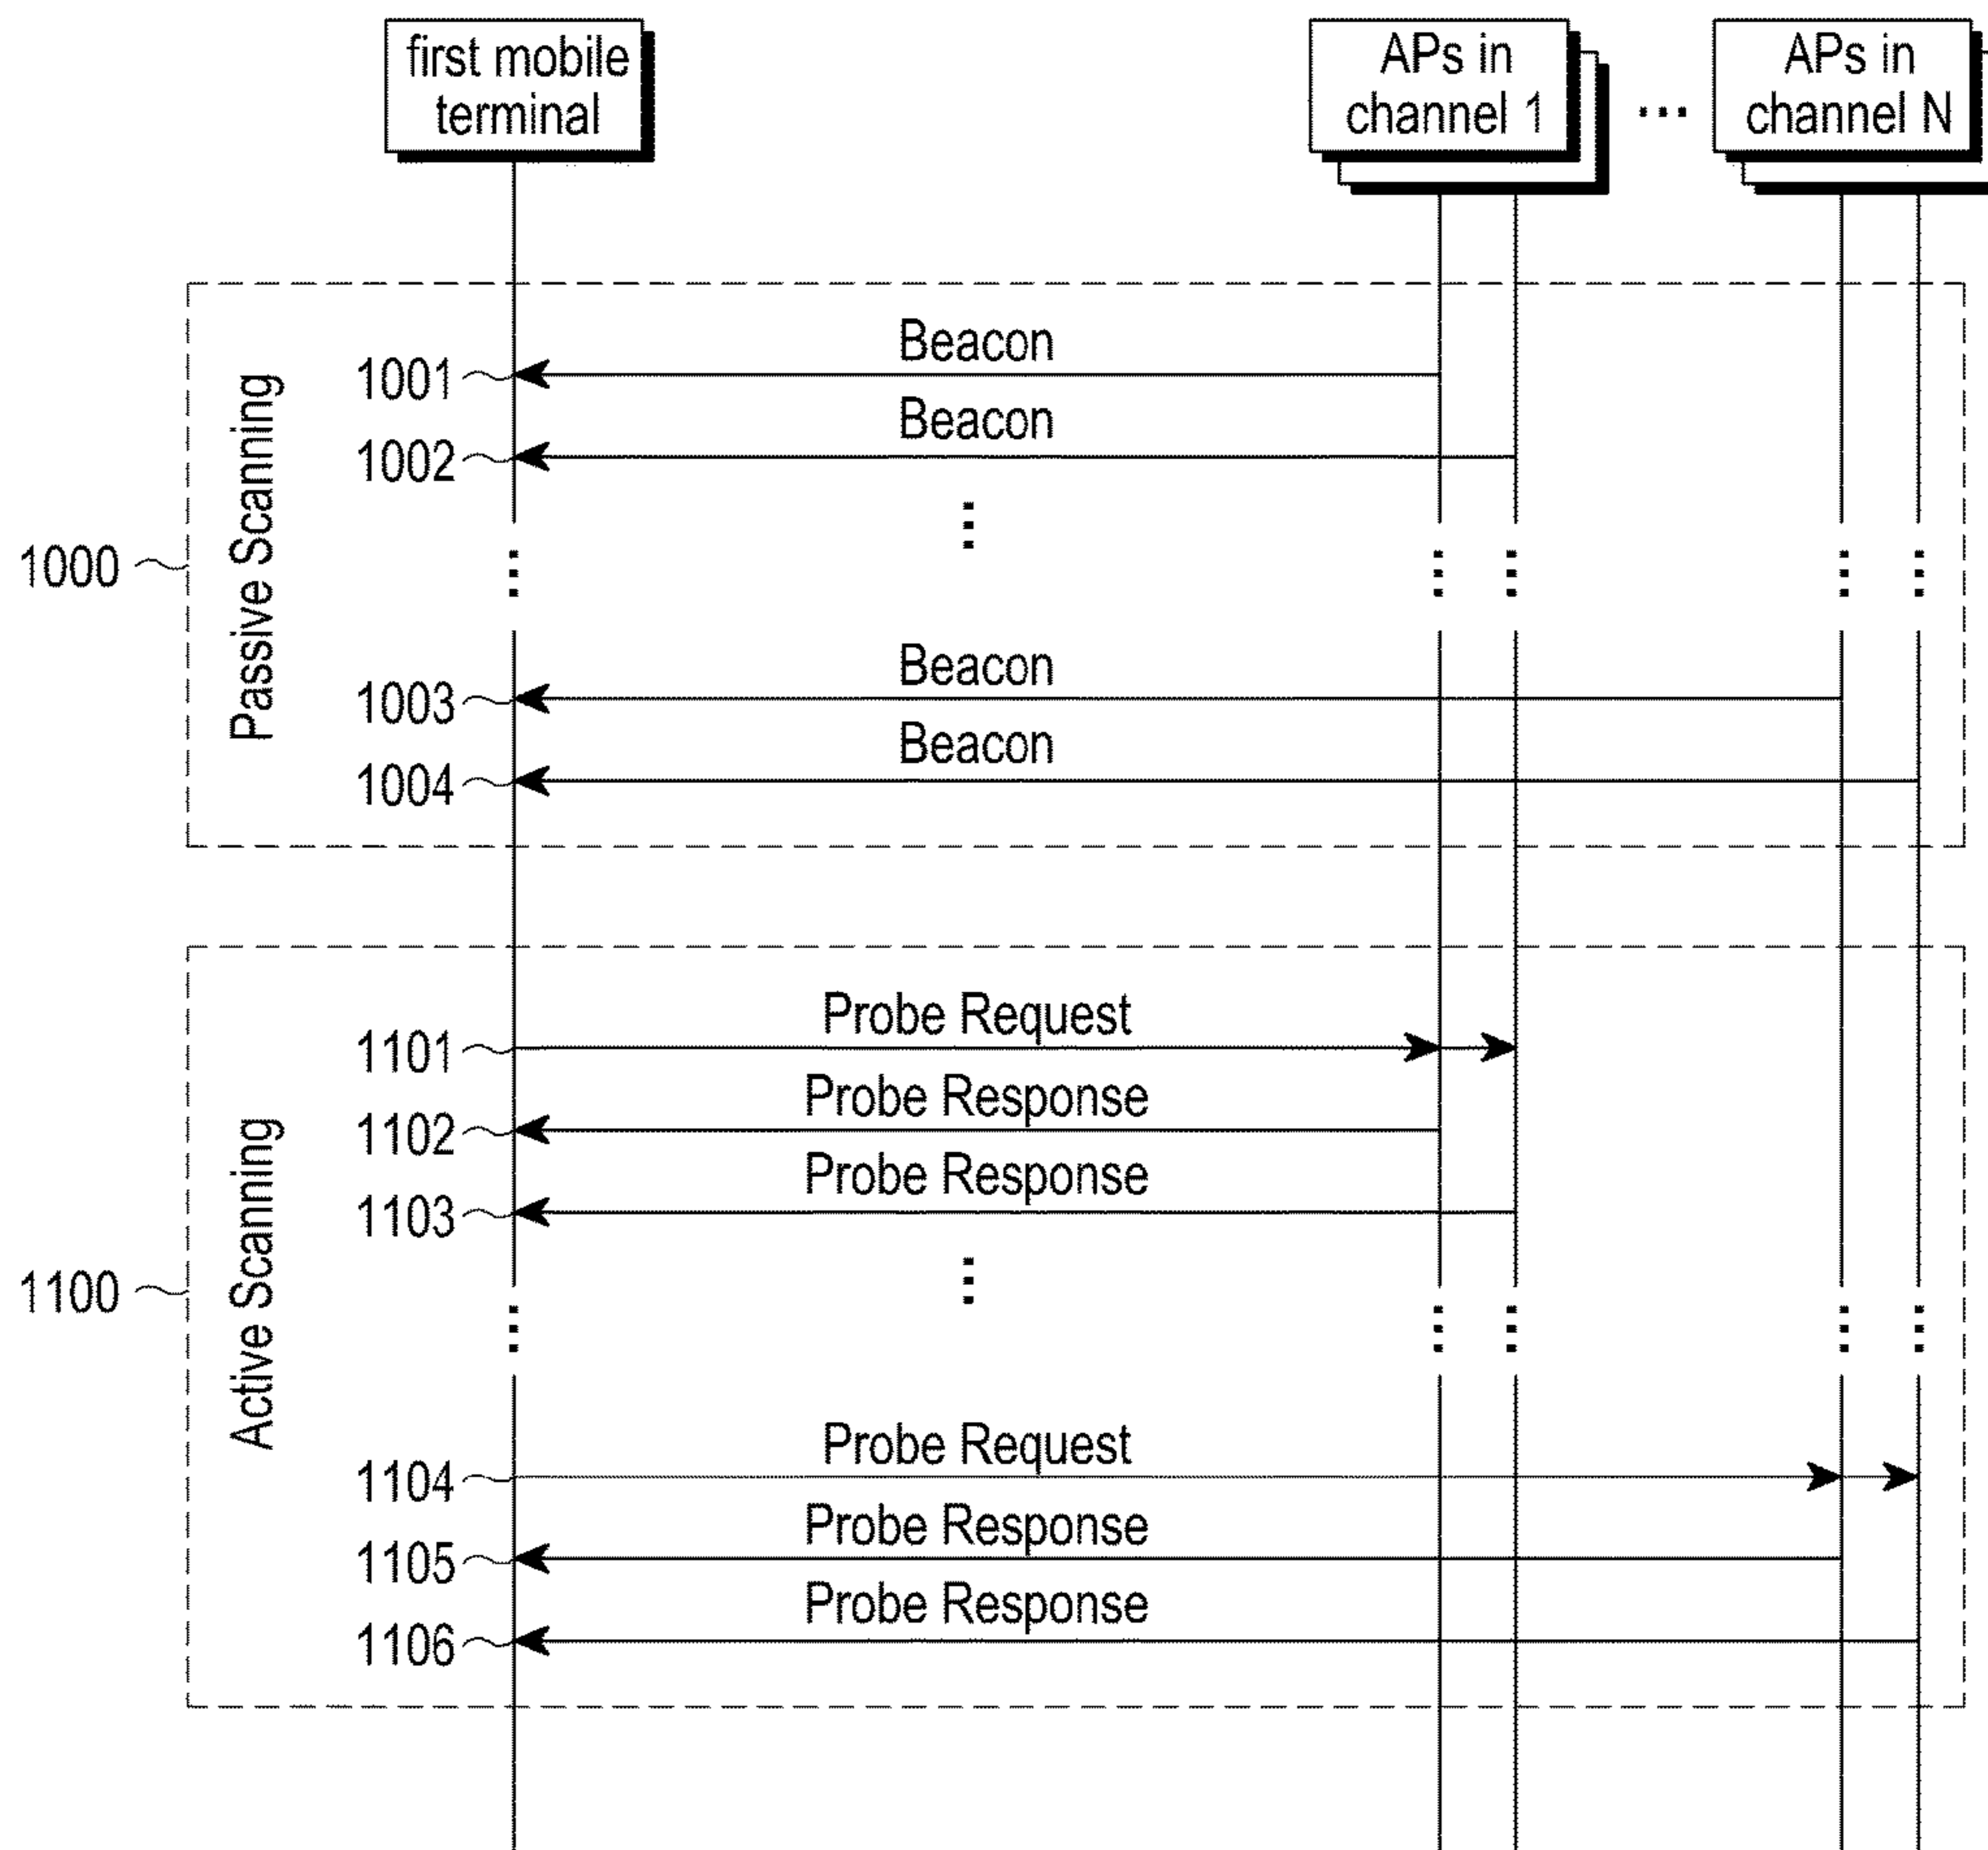 first mobile
terminal
APs in
channel 1
...
APs in
channel N
1000
Passive Scanning
Beacon
1001
Beacon
1002
Beacon
1003
Beacon
1004
1100
Active Scanning
Probe Request
1101
Probe Response
1102
Probe Response
1103
Probe Request
1104
Probe Response
1105
Probe Response
1106